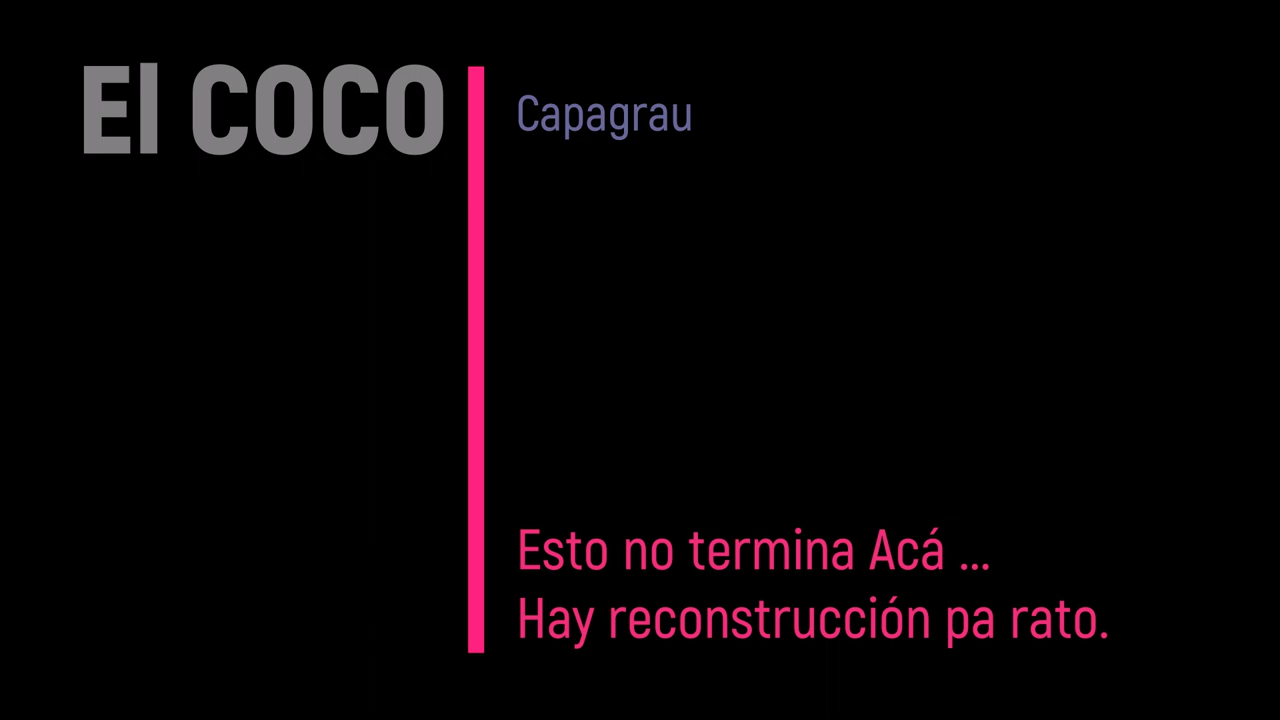 El COCO
Capagrau
Esto no termina Acá ...
Hay reconstrucción pa rato.